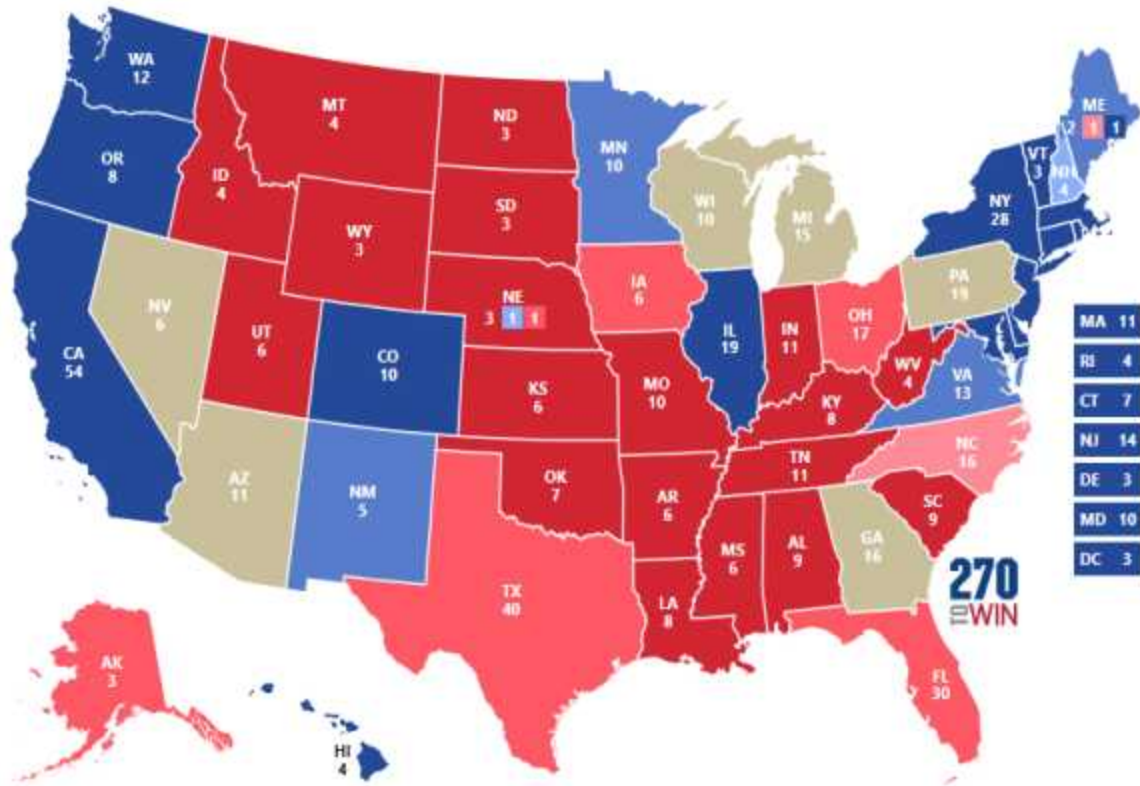 WA
12
OR
8
CA
54
NV
6
ID
4
MT
4
WY
3
UT
6
AZ
11
CO
10
NM
5
ND
3
SD
3
NE
3 1 1
KS
6
OK
7
TX
40
MN
10
IA
6
MO
10
AR
6
LA
8
WI
10
IL
19
MI
15
IN
11
OH
17
KY
8
TN
11
MS
6
AL
9
GA
16
FL
30
SC
9
NC
16
VA
13
WV
4
PA
19
NY
28
VT
3
NH
4
ME
2 1 1
MA 11
RI 4
CT 7
NJ 14
DE 3
MD 10
DC 3
AK
3
HI
4
270
TO WIN